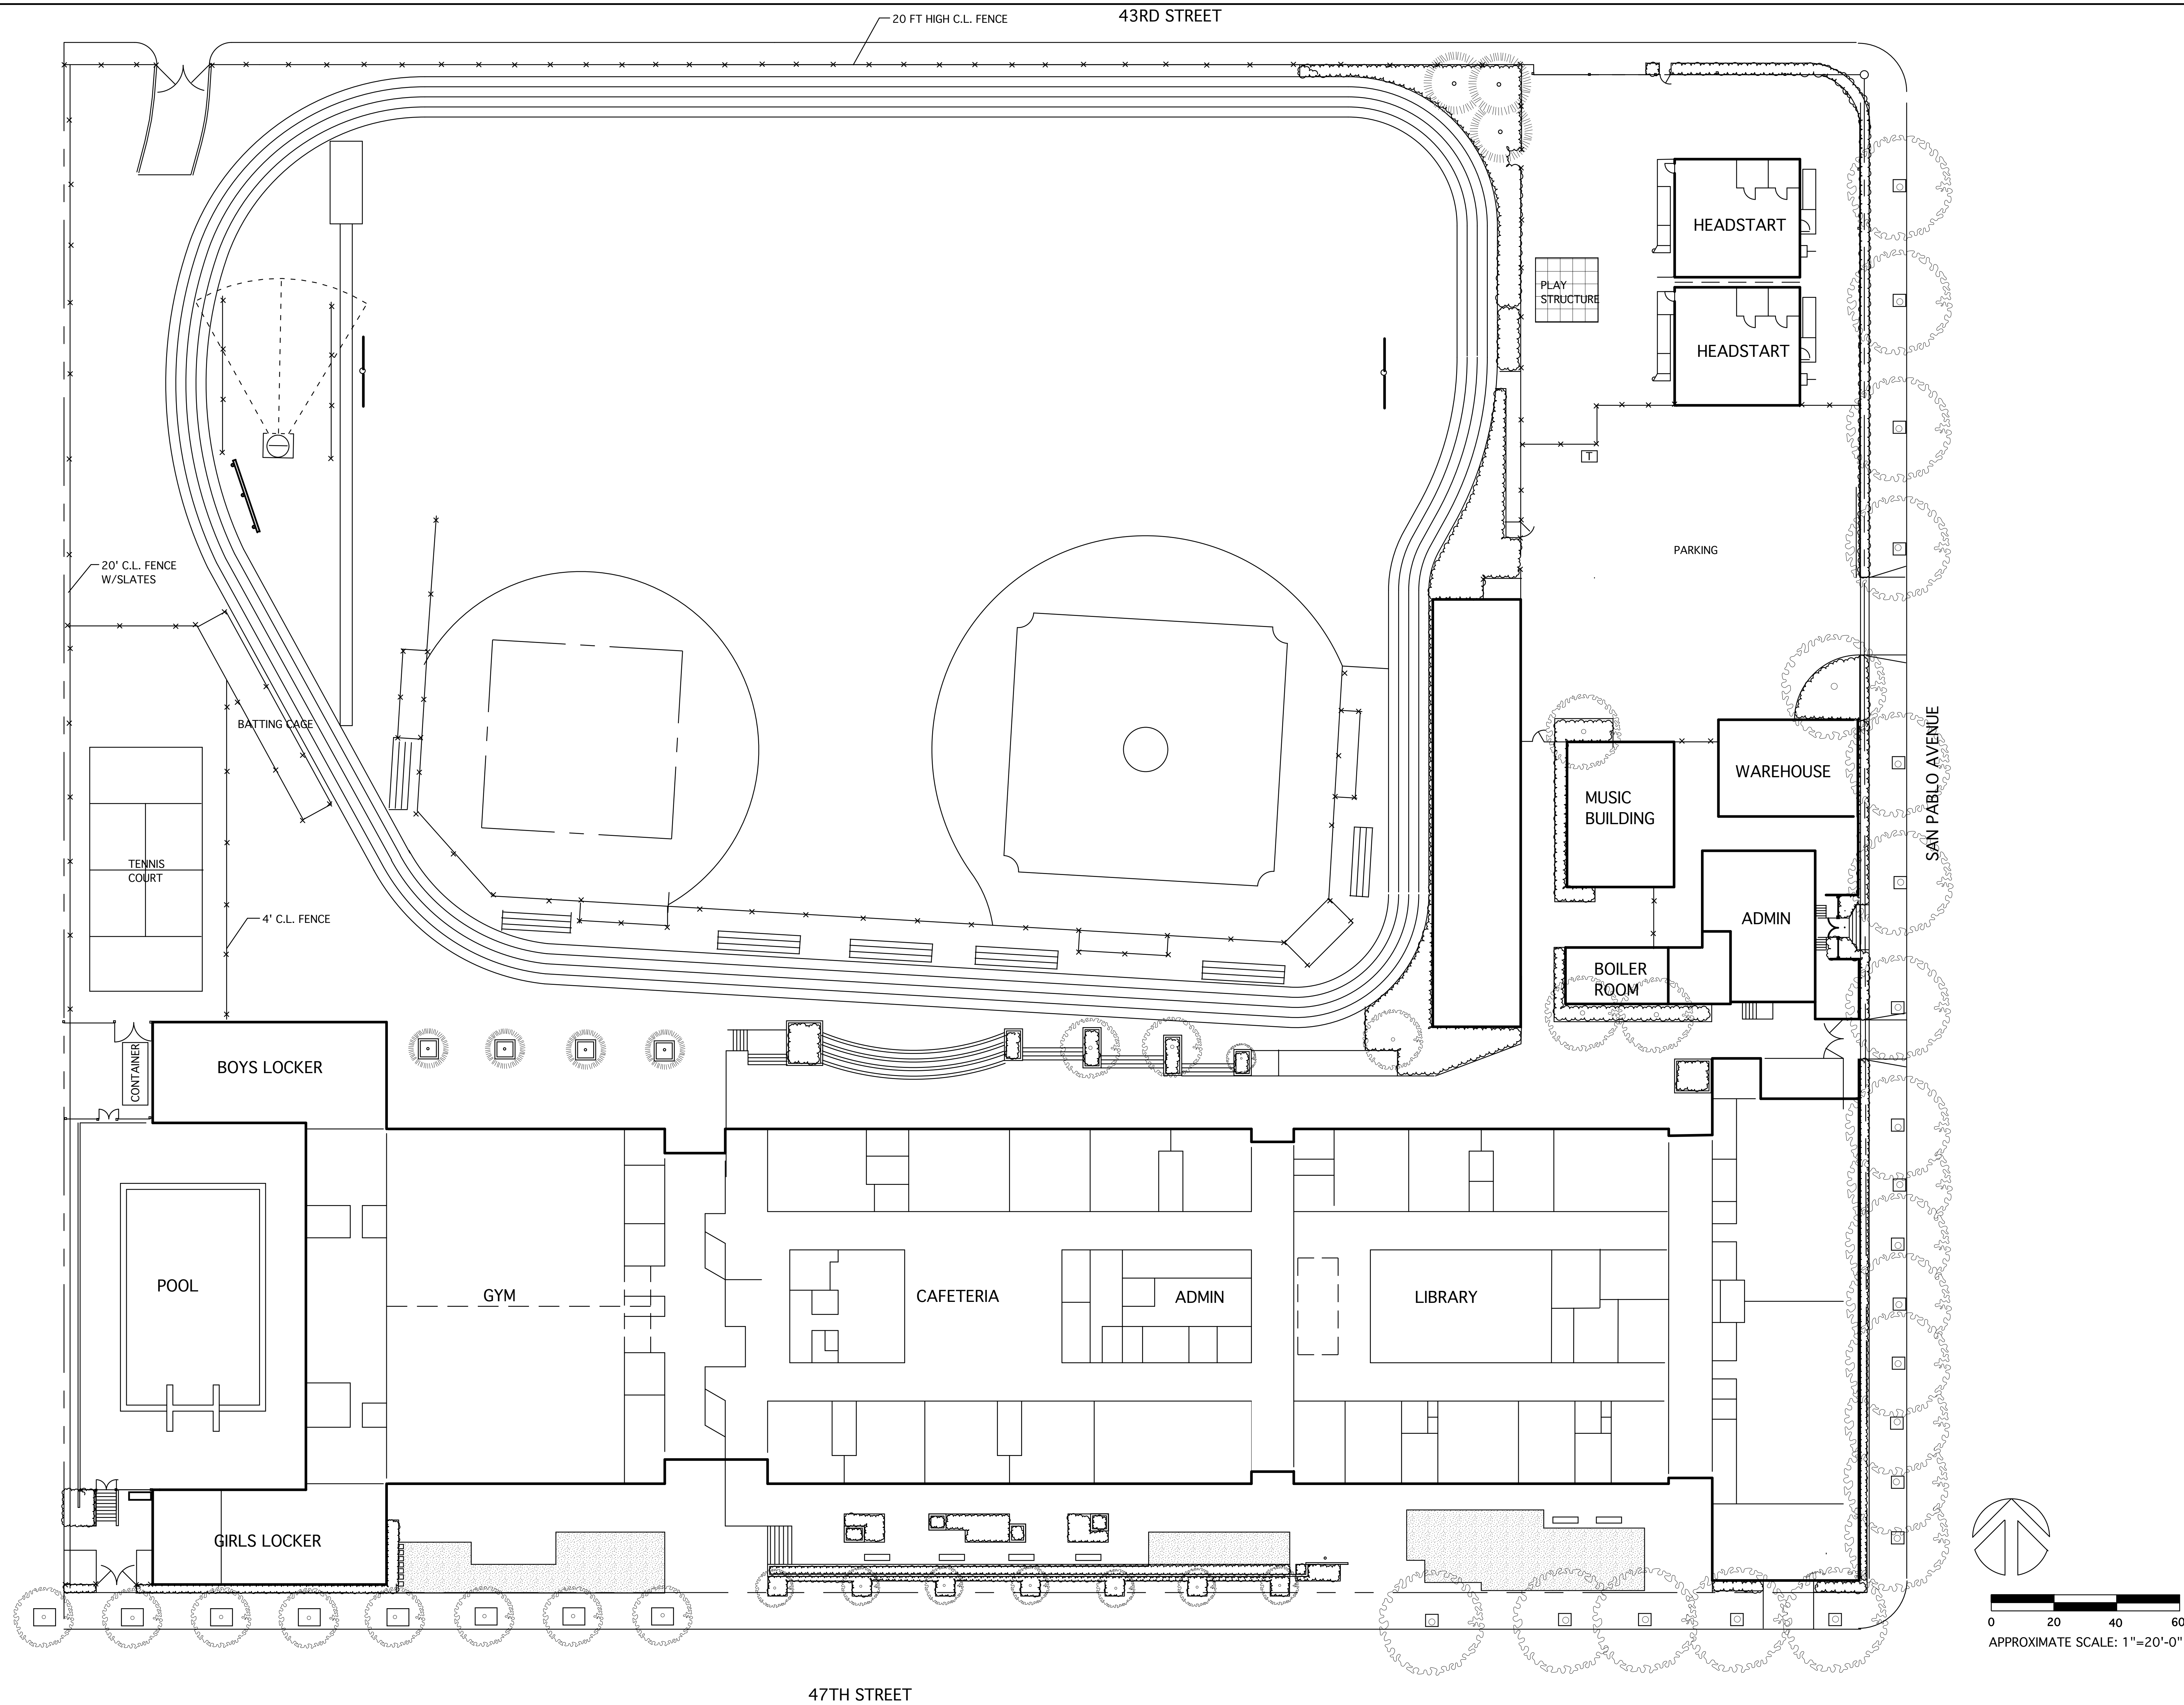 43RD STREET
20 FT HIGH C.L. FENCE
HEADSTART
PLAY
STRUCTURE
HEADSTART
T
PARKING
20' C.L. FENCE
W/SLATES
BATTING CAGE
SAN PABLO AVENUE
WAREHOUSE
MUSIC
BUILDING
TENNIS
COURT
4' C.L. FENCE
ADMIN
BOILER
ROOM
CONTAINER
BOYS LOCKER
POOL
GYM
CAFETERIA
ADMIN
LIBRARY
GIRLS LOCKER
0 20 40 60
APPROXIMATE SCALE: 1"=20'-0"
47TH STREET